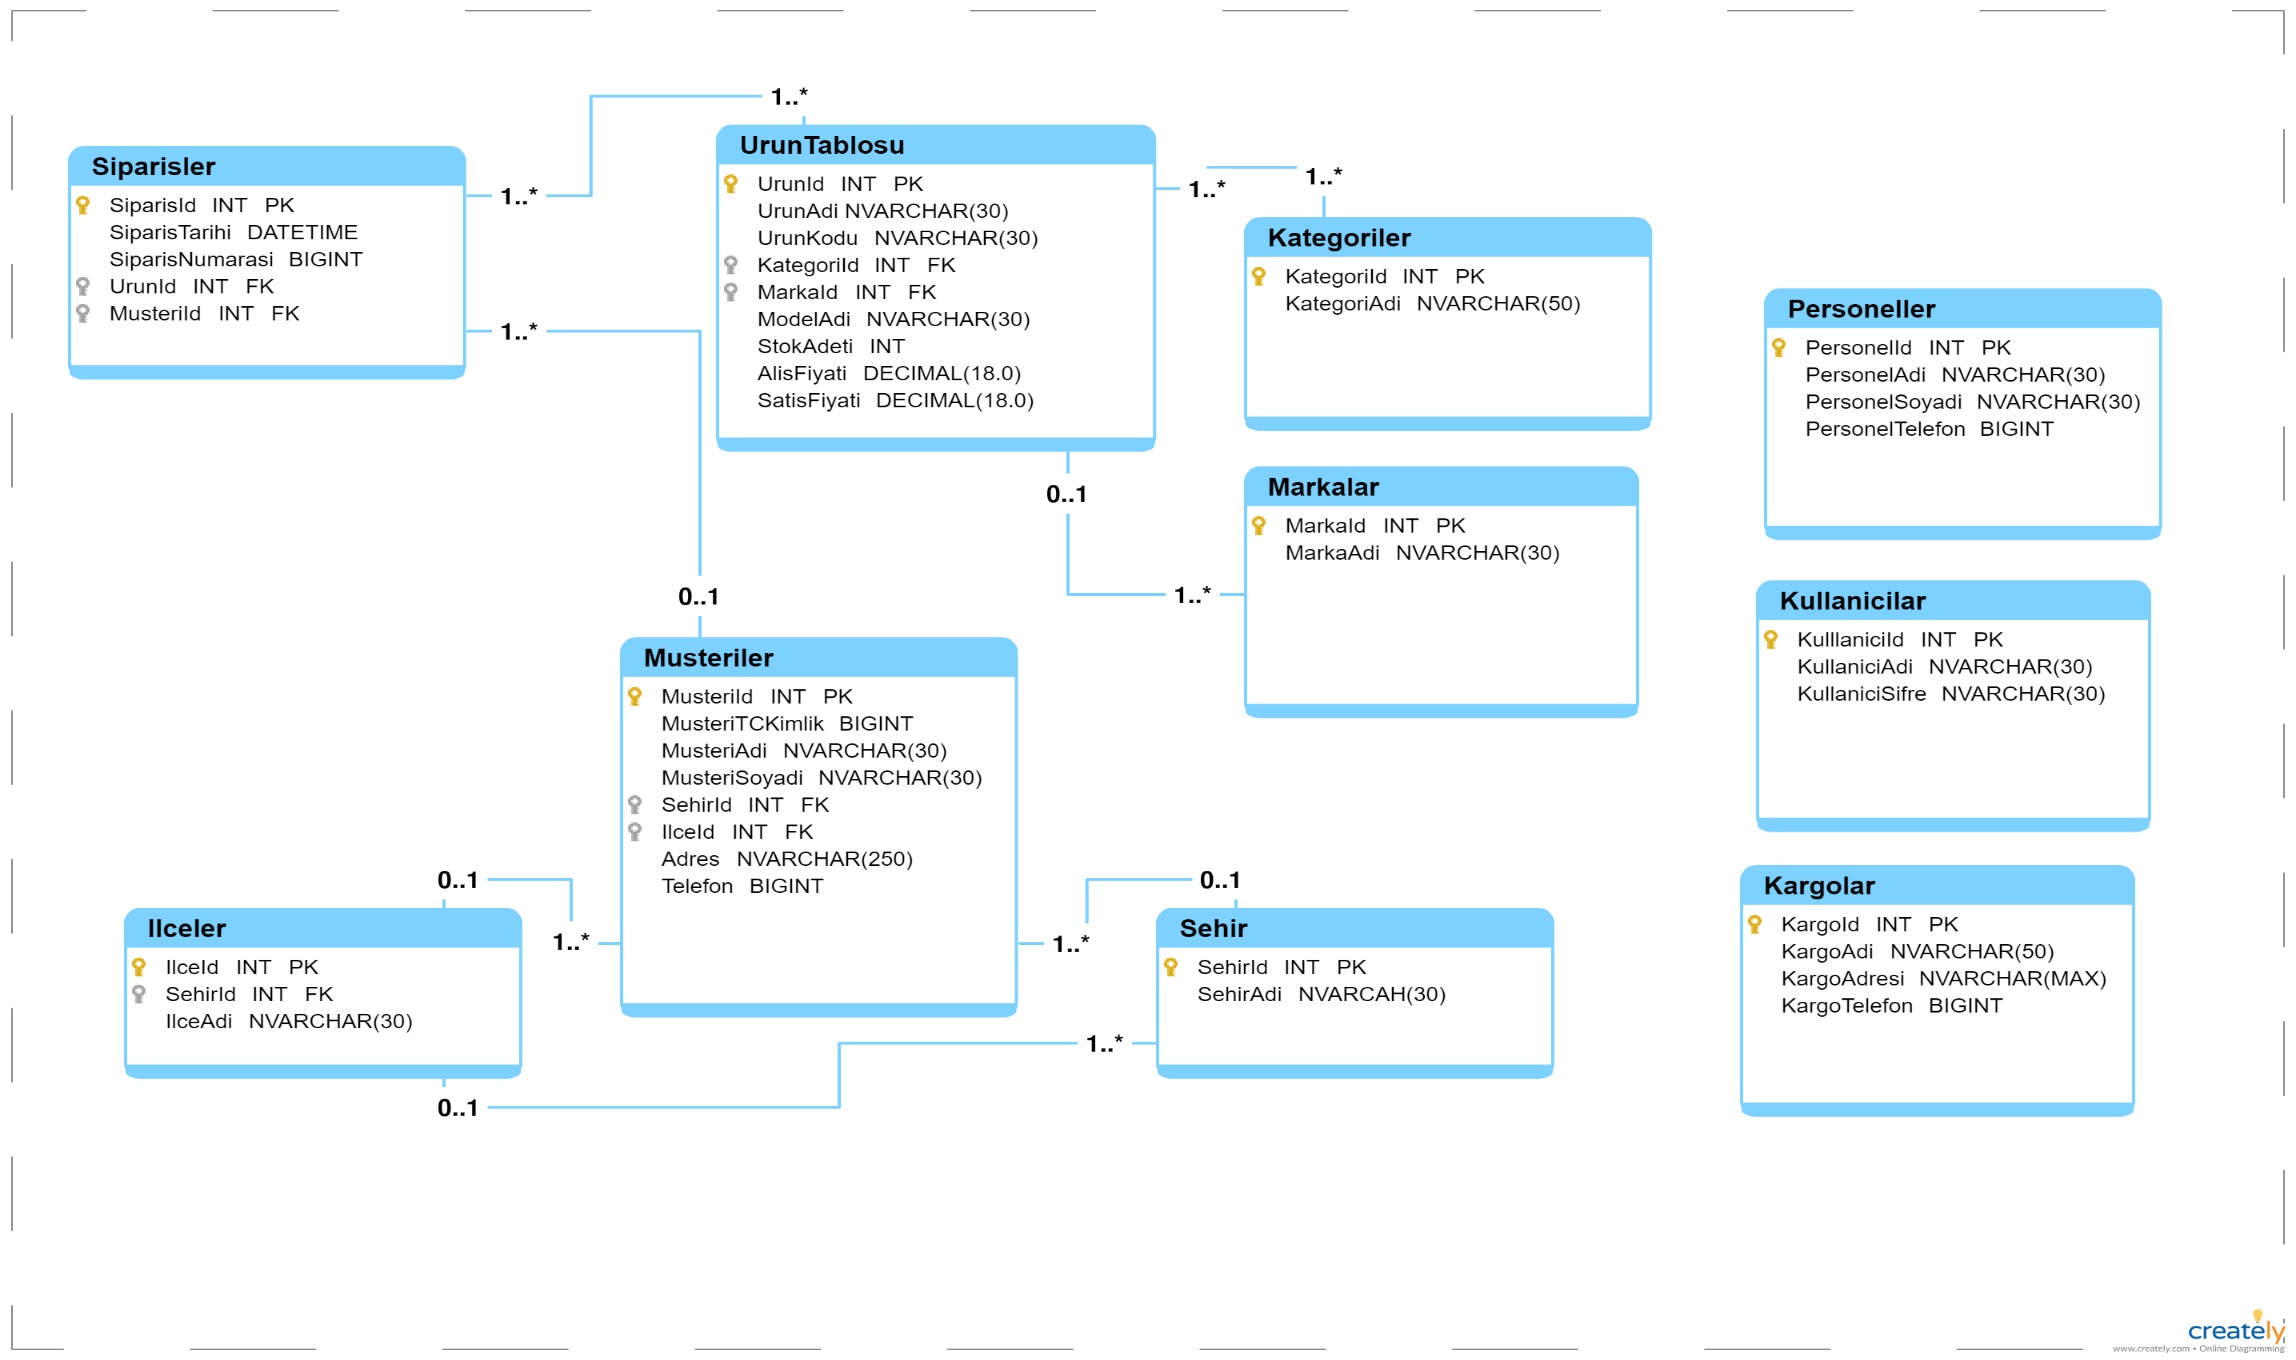 1..*
Siparisler
SiparisId INT PK
SiparisTarihi DATETIME
SiparisNumarasi BIGINT
UrunId INT FK
MusteriId INT FK
1..*
1..*
UrunTablosu
UrunId INT PK
UrunAdi NVARCHAR(30)
UrunKodu NVARCHAR(30)
KategoriId INT FK
MarkaId INT FK
ModelAdi NVARCHAR(30)
StokAdeti INT
AlisFiyati DECIMAL(18.0)
SatisFiyati DECIMAL(18.0)
1..*
1..*
Kategoriler
KategoriId INT PK
KategoriAdi NVARCHAR(50)
Personeller
PersonelId INT PK
PersonelAdi NVARCHAR(30)
PersonelSoyadi NVARCHAR(30)
PersonelTelefon BIGINT
0..1
1..*
Markalar
MarkaId INT PK
MarkaAdi NVARCHAR(30)
Kullanicilar
KulllaniciId INT PK
KullaniciAdi NVARCHAR(30)
KullaniciSifre NVARCHAR(30)
0..1
Musteriler
MusteriId INT PK
MusteriTCKimlik BIGINT
MusteriAdi NVARCHAR(30)
MusteriSoyadi NVARCHAR(30)
SehirId INT FK
IlceId INT FK
Adres NVARCHAR(250)
Telefon BIGINT
0..1
1..*
1..*
0..1
Ilceler
IlceId INT PK
SehirId INT FK
IlceAdi NVARCHAR(30)
Sehir
SehirId INT PK
SehirAdi NVARCAH(30)
1..*
0..1
Kargolar
KargoId INT PK
KargoAdi NVARCHAR(50)
KargoAdresi NVARCHAR(MAX)
KargoTelefon BIGINT
creately
www.creately.com • Online Diagramming